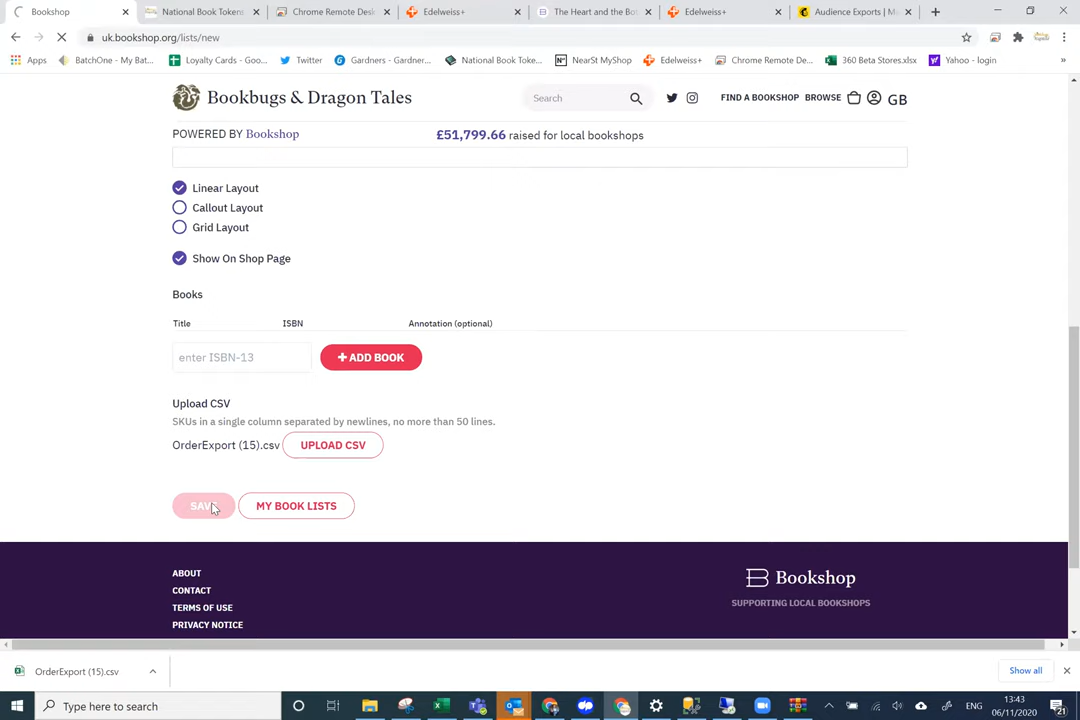 Bookshop
National Book Tokens
Chrome Remote Des
Edelweiss+
The Heart and the Bo
Edelweiss+
Audience Exports | M
uk.bookshop.org/lists/new
Apps
BatchOne - My Bat...
Loyalty Cards - Goo...
Twitter
Gardners - Gardner...
National Book Toke...
NearSt MyShop
Edelweiss+
Chrome Remote De...
360 Beta Stores.xlsx
Yahoo - login
»
Bookbugs & Dragon Tales
Search
FIND A BOOKSHOP
BROWSE
GB
POWERED BY Bookshop
£51,799.66 raised for local bookshops
Linear Layout
Callout Layout
Grid Layout
Show On Shop Page
Books
Title
ISBN
Annotation (optional)
enter ISBN-13
+ ADD BOOK
Upload CSV
SKUs in a single column separated by newlines, no more than 50 lines.
OrderExport (15).csv
UPLOAD CSV
SAVE
MY BOOK LISTS
ABOUT
CONTACT
TERMS OF USE
PRIVACY NOTICE
Bookshop
SUPPORTING LOCAL BOOKSHOPS
OrderExport (15).csv
Show all
Type here to search
ENG
13:43
06/11/2020
21